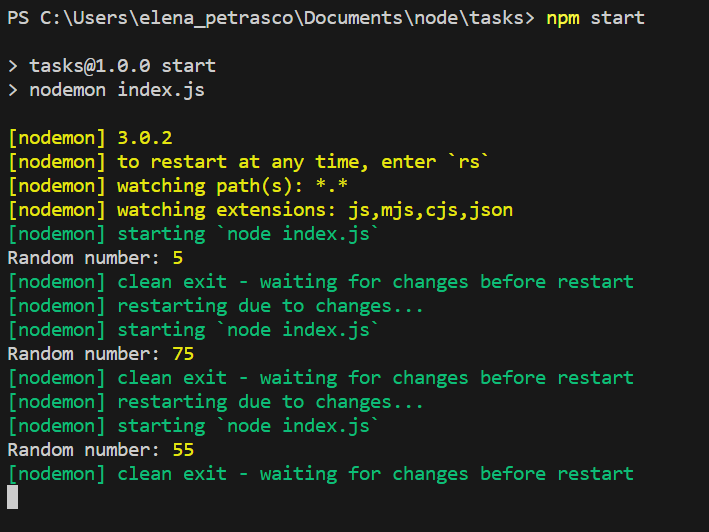 PS C:\Users\elena_petrasco\Documents\node\tasks> npm start
> tasks@1.0.0 start
> nodemon index.js
[nodemon] 3.0.2
[nodemon] to restart at any time, enter `rs`
[nodemon] watching path(s): *.*
[nodemon] watching extensions: js,mjs,cjs,json
[nodemon] starting `node index.js`
Random number: 5
[nodemon] clean exit - waiting for changes before restart
[nodemon] restarting due to changes...
[nodemon] starting `node index.js`
Random number: 75
[nodemon] clean exit - waiting for changes before restart
[nodemon] restarting due to changes...
[nodemon] starting `node index.js`
Random number: 55
[nodemon] clean exit - waiting for changes before restart